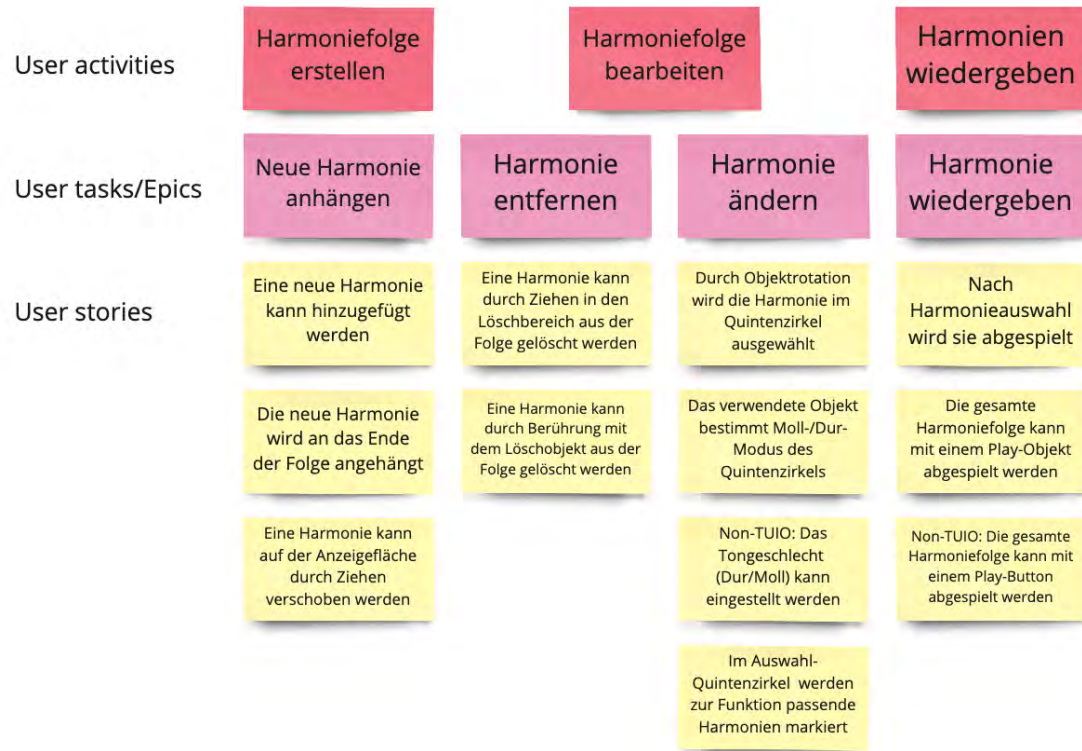 User activities
Harmoniefolge
erstellen
Harmoniefolge
bearbeiten
Harmonien
wiedergeben
User tasks/Epics
Neue Harmonie
anhängen
Harmonie
entfernen
Harmonie
ändern
Harmonie
wiedergeben
User stories
Eine neue Harmonie
kann hinzugefügt
werden
Eine Harmonie kann
durch Ziehen in den
Löschbereich aus der
Folge gelöscht werden
Durch Objektrotation
wird die Harmonie im
Quintenzirkel
ausgewählt
Nach
Harmonieauswahl
wird sie abgespielt
Die neue Harmonie
wird an das Ende
der Folge angehängt
Eine Harmonie kann
durch Berührung mit
dem Löschobjekt aus der
Folge gelöscht werden
Das verwendete Objekt
bestimmt Moll-/Dur-
Modus des
Quintenzirkels
Die gesamte
Harmoniefolge kann
mit einem Play-Objekt
abgespielt werden
Eine Harmonie kann
auf der Anzeigefläche
durch Ziehen
verschoben werden
Non-TUIO: Das
Tongeschlecht
(Dur/Moll) kann
eingestellt werden
Non-TUIO: Die gesamte
Harmoniefolge kann mit
einem Play-Button
abgespielt werden
Im Auswahl-
Quintenzirkel werden
zur Funktion passende
Harmonien markiert